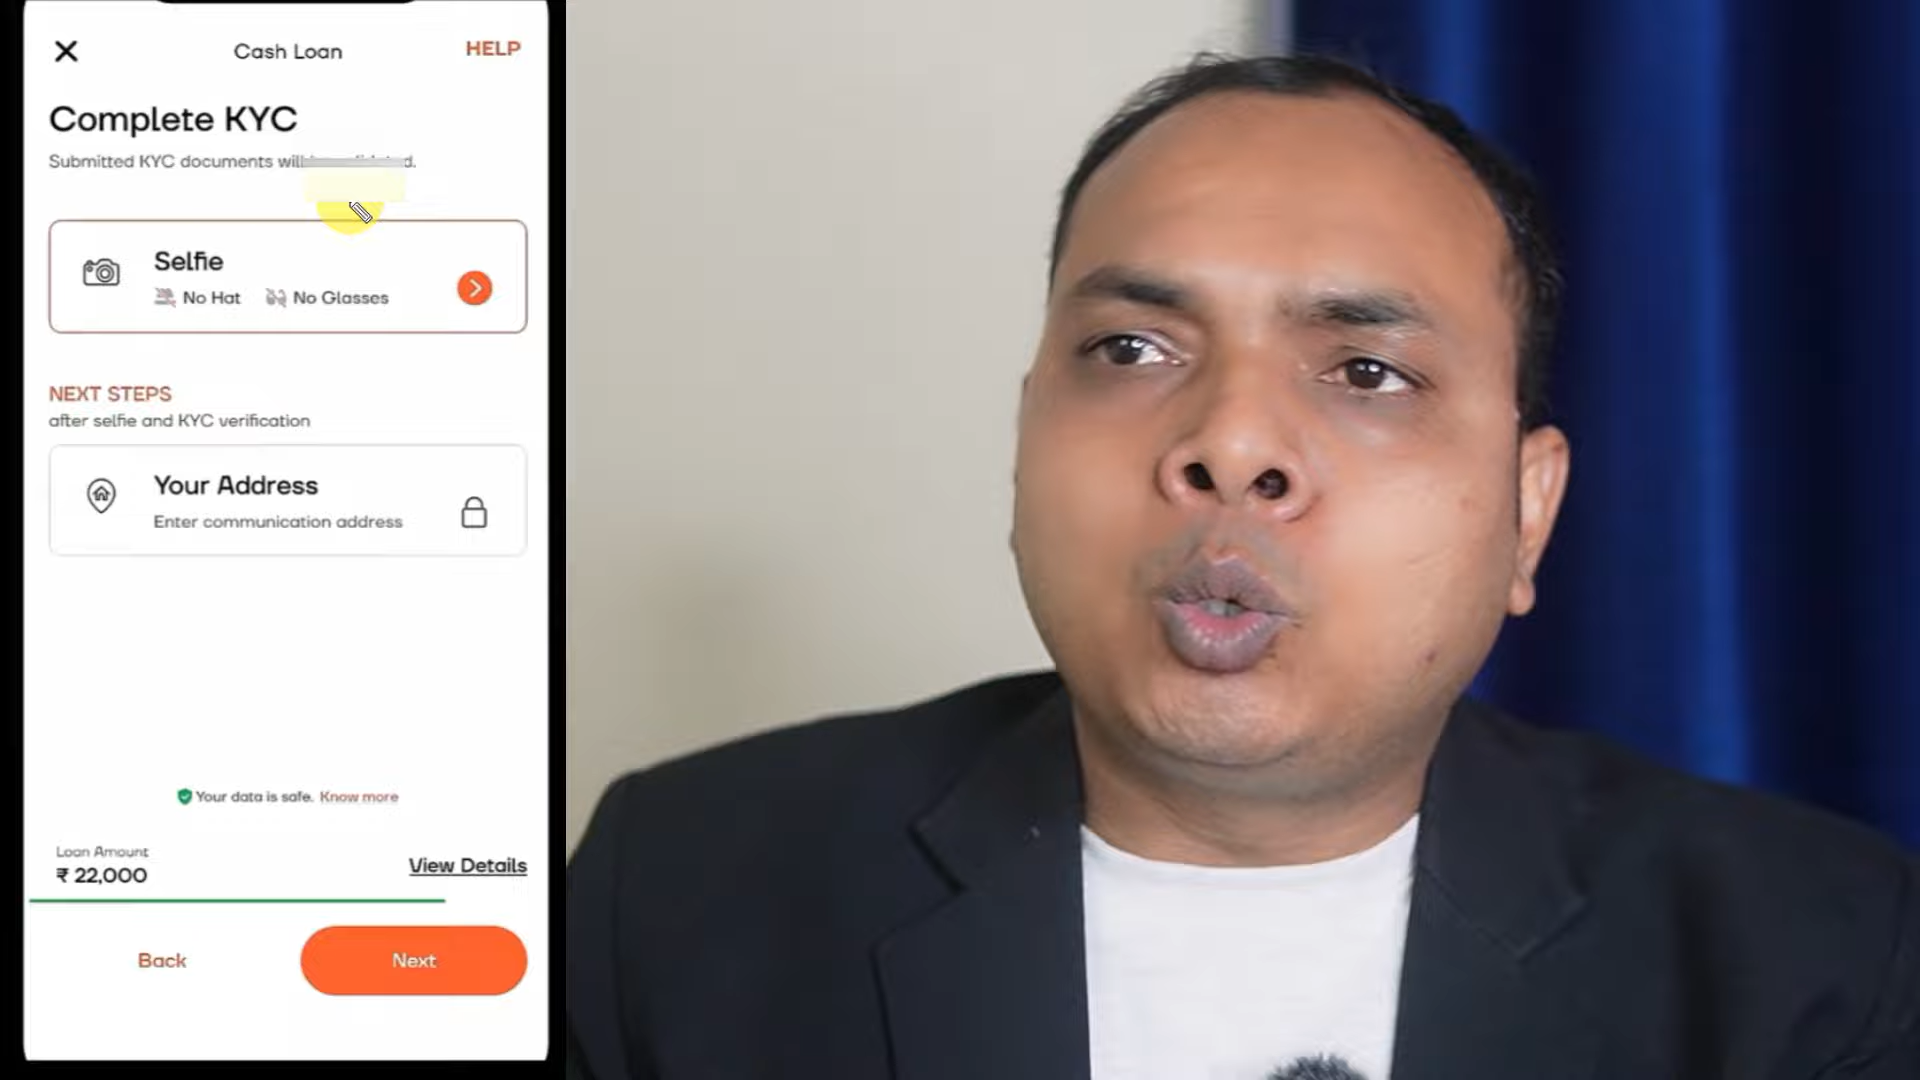 Cash Loan
HELP
Complete KYC
Submitted KYC documents will
Selfie
No Hat
No Glasses
NEXT STEPS
after selfie and KYC verification
Your Address
Enter communication address
Your data is safe. Know more
Loan Amount
₹ 22,000
View Details
Back
Next